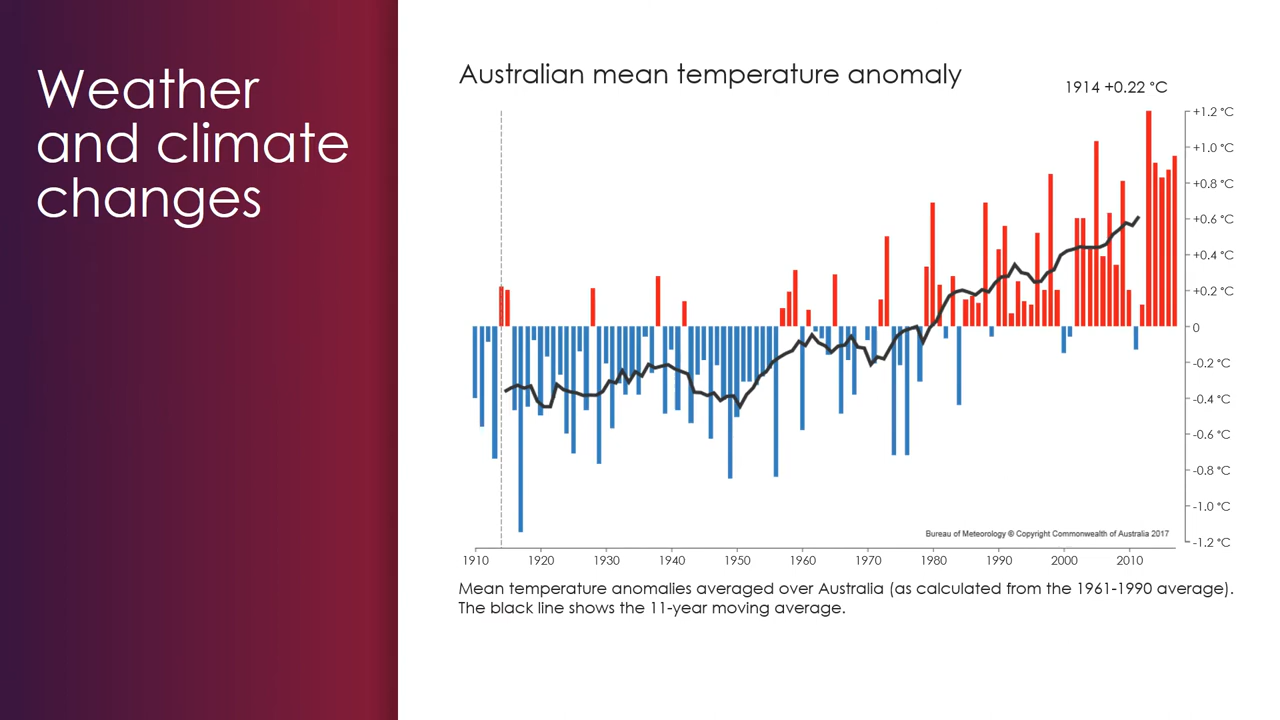 Weather
and climate
changes
Australian mean temperature anomaly
1914 +0.22 °C
+1.2 °C
+1.0 °C
+0.8 °C
+0.6 °C
+0.4 °C
+0.2 °C
0
-0.2 °C
-0.4 °C
-0.6 °C
-0.8 °C
-1.0 °C
-1.2 °C
Bureau of Meteorology © Copyright Commonwealth of Australia 2017
1910 1920 1930 1940 1950 1960 1970 1980 1990 2000 2010
Mean temperature anomalies averaged over Australia (as calculated from the 1961-1990 average).
The black line shows the 11-year moving average.